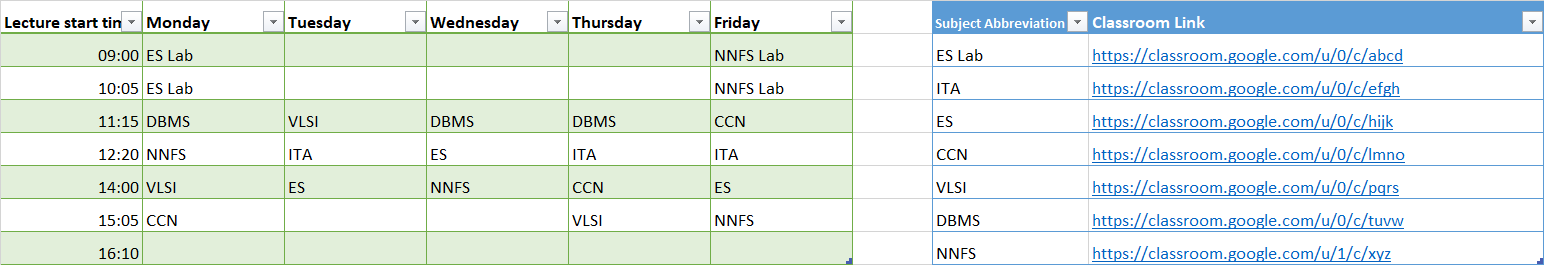 Lecture start tim Monday Tuesday Wednesday Thursday Friday Subject Abbreviation Classroom Link
09:00 ES Lab NNFS Lab ES Lab https://classroom.google.com/u/0/c/abcd
10:05 ES Lab NNFS Lab ITA https://classroom.google.com/u/0/c/efgh
11:15 DBMS VLSI DBMS DBMS CCN ES https://classroom.google.com/u/0/c/hijk
12:20 NNFS ITA ES ITA ITA CCN https://classroom.google.com/u/0/c/lmno
14:00 VLSI ES NNFS CCN ES VLSI https://classroom.google.com/u/0/c/pqrs
15:05 CCN VLSI NNFS DBMS https://classroom.google.com/u/0/c/tuvw
16:10 NNFS https://classroom.google.com/u/1/c/xyz